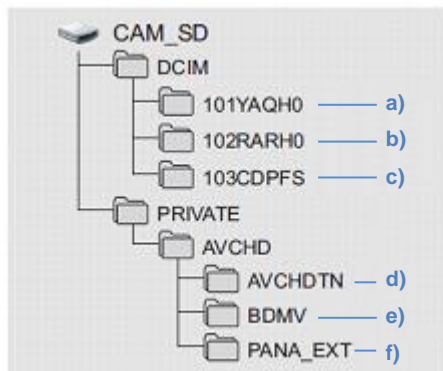 CAM_SD
DCIM
101YAQH0 a)
102RARH0 b)
103CDPFS c)
PRIVATE
AVCHD
AVCHDTN d)
BDMV e)
PANA_EXT f)